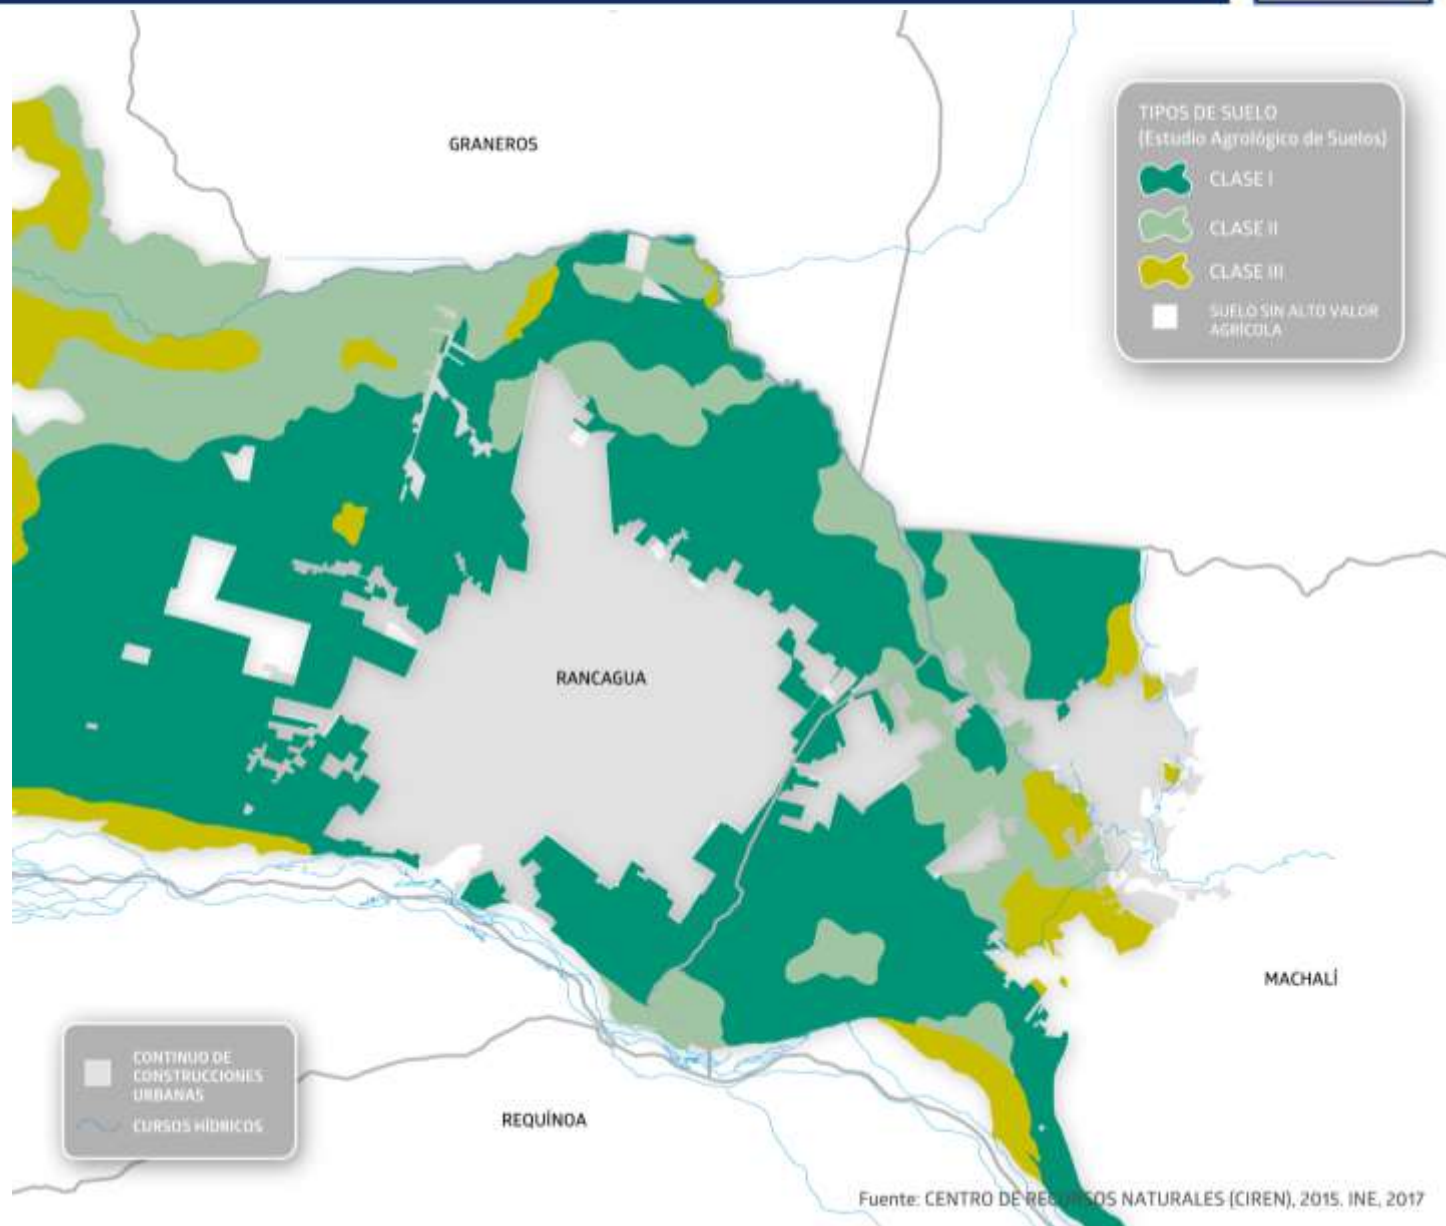 GRANEROS
TIPOS DE SUELO
(Estudio Agrológico de Suelos)
CLASE I
CLASE II
CLASE III
SUELO SIN ALTO VALOR
AGRÍCOLA
RANCAGUA
MACHALÍ
CONTINUO DE
CONSTRUCCIONES
URBANAS
CURSOS HÍDRICOS
REQUÍNOA
Fuente: CENTRO DE RECURSOS NATURALES (CIREN), 2015. INE, 2017